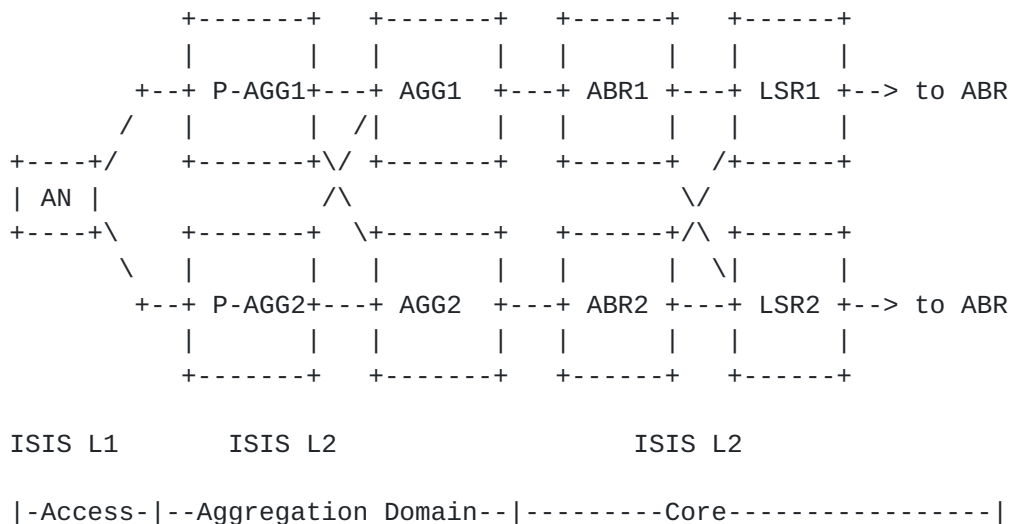 P-AGG1 AGG1 ABR1 LSR1 to ABR
AN
P-AGG2 AGG2 ABR2 LSR2 to ABR
ISIS L1 ISIS L2 ISIS L2
|-Access-|--Aggregation Domain--|---------Core-----------------|